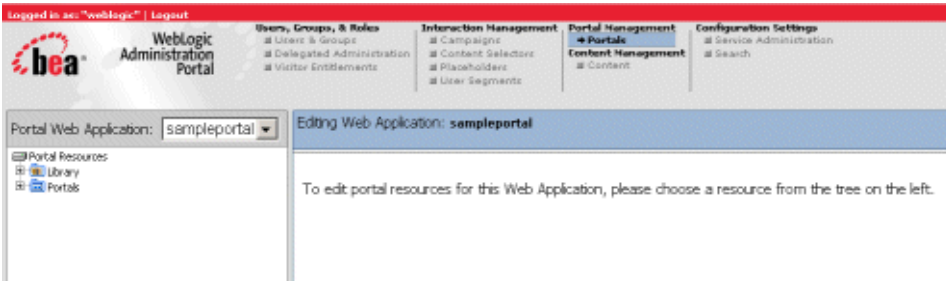 Logged in as: "weblogic" | Logout
bea
WebLogic
Administration
Portal
Users, Groups, & Roles
Users & Groups
Delegated Administration
Visitor Entitlements
Interaction Management
Campaigns
Content Selectors
Placeholders
User Segments
Portal Management
Portals
Content Management
Content
Configuration Settings
Service Administration
Search
Portal Web Application: sampleportal
Editing Web Application: sampleportal
Portal Resources
Library
Portals
To edit portal resources for this Web Application, please choose a resource from the tree on the left.